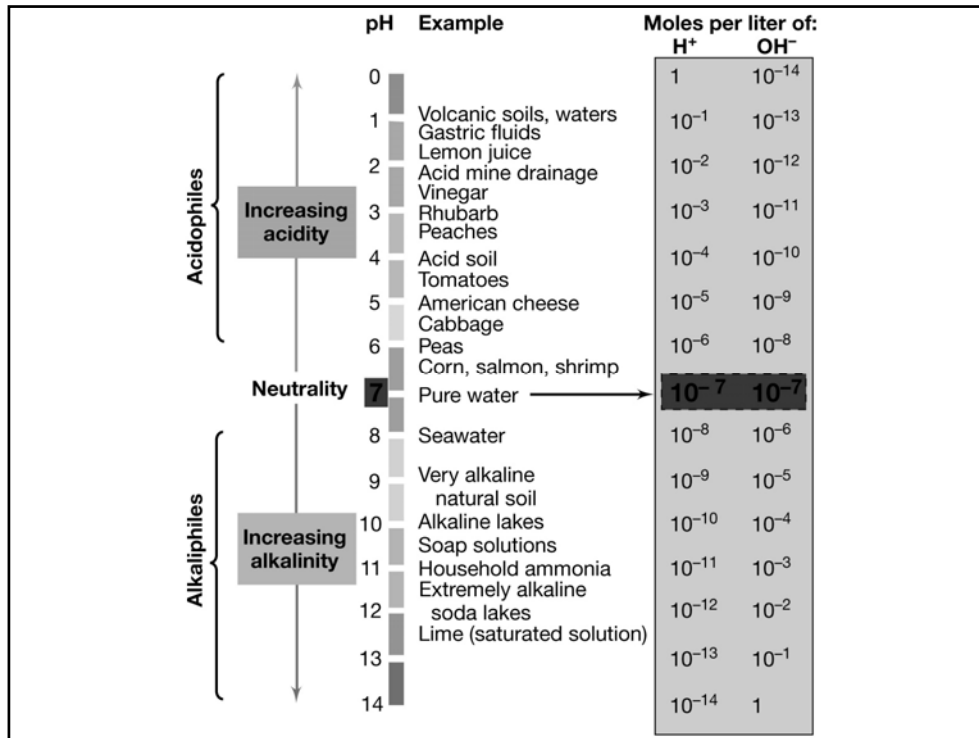 pH Example Moles per liter of:
H⁺ OH⁻
0 1 10⁻¹⁴
Volcanic soils, waters
1 10⁻¹ 10⁻¹³
Gastric fluids
Lemon juice
2 10⁻² 10⁻¹²
Acid mine drainage
Vinegar
3 Rhubarb 10⁻³ 10⁻¹¹
Peaches
4 Acid soil 10⁻⁴ 10⁻¹⁰
Tomatoes
5 American cheese 10⁻⁵ 10⁻⁹
Cabbage
6 Peas 10⁻⁶ 10⁻⁸
Corn, salmon, shrimp
Neutrality 7 Pure water 10⁻⁷ 10⁻⁷
8 Seawater 10⁻⁸ 10⁻⁶
9 Very alkaline 10⁻⁹ 10⁻⁵
natural soil
10 Alkaline lakes 10⁻¹⁰ 10⁻⁴
Soap solutions
11 Household ammonia 10⁻¹¹ 10⁻³
Extremely alkaline
12 soda lakes 10⁻¹² 10⁻²
Lime (saturated solution)
13 10⁻¹³ 10⁻¹
14 10⁻¹⁴ 1
Acidophiles
Increasing
acidity
Alkaliphiles
Increasing
alkalinity